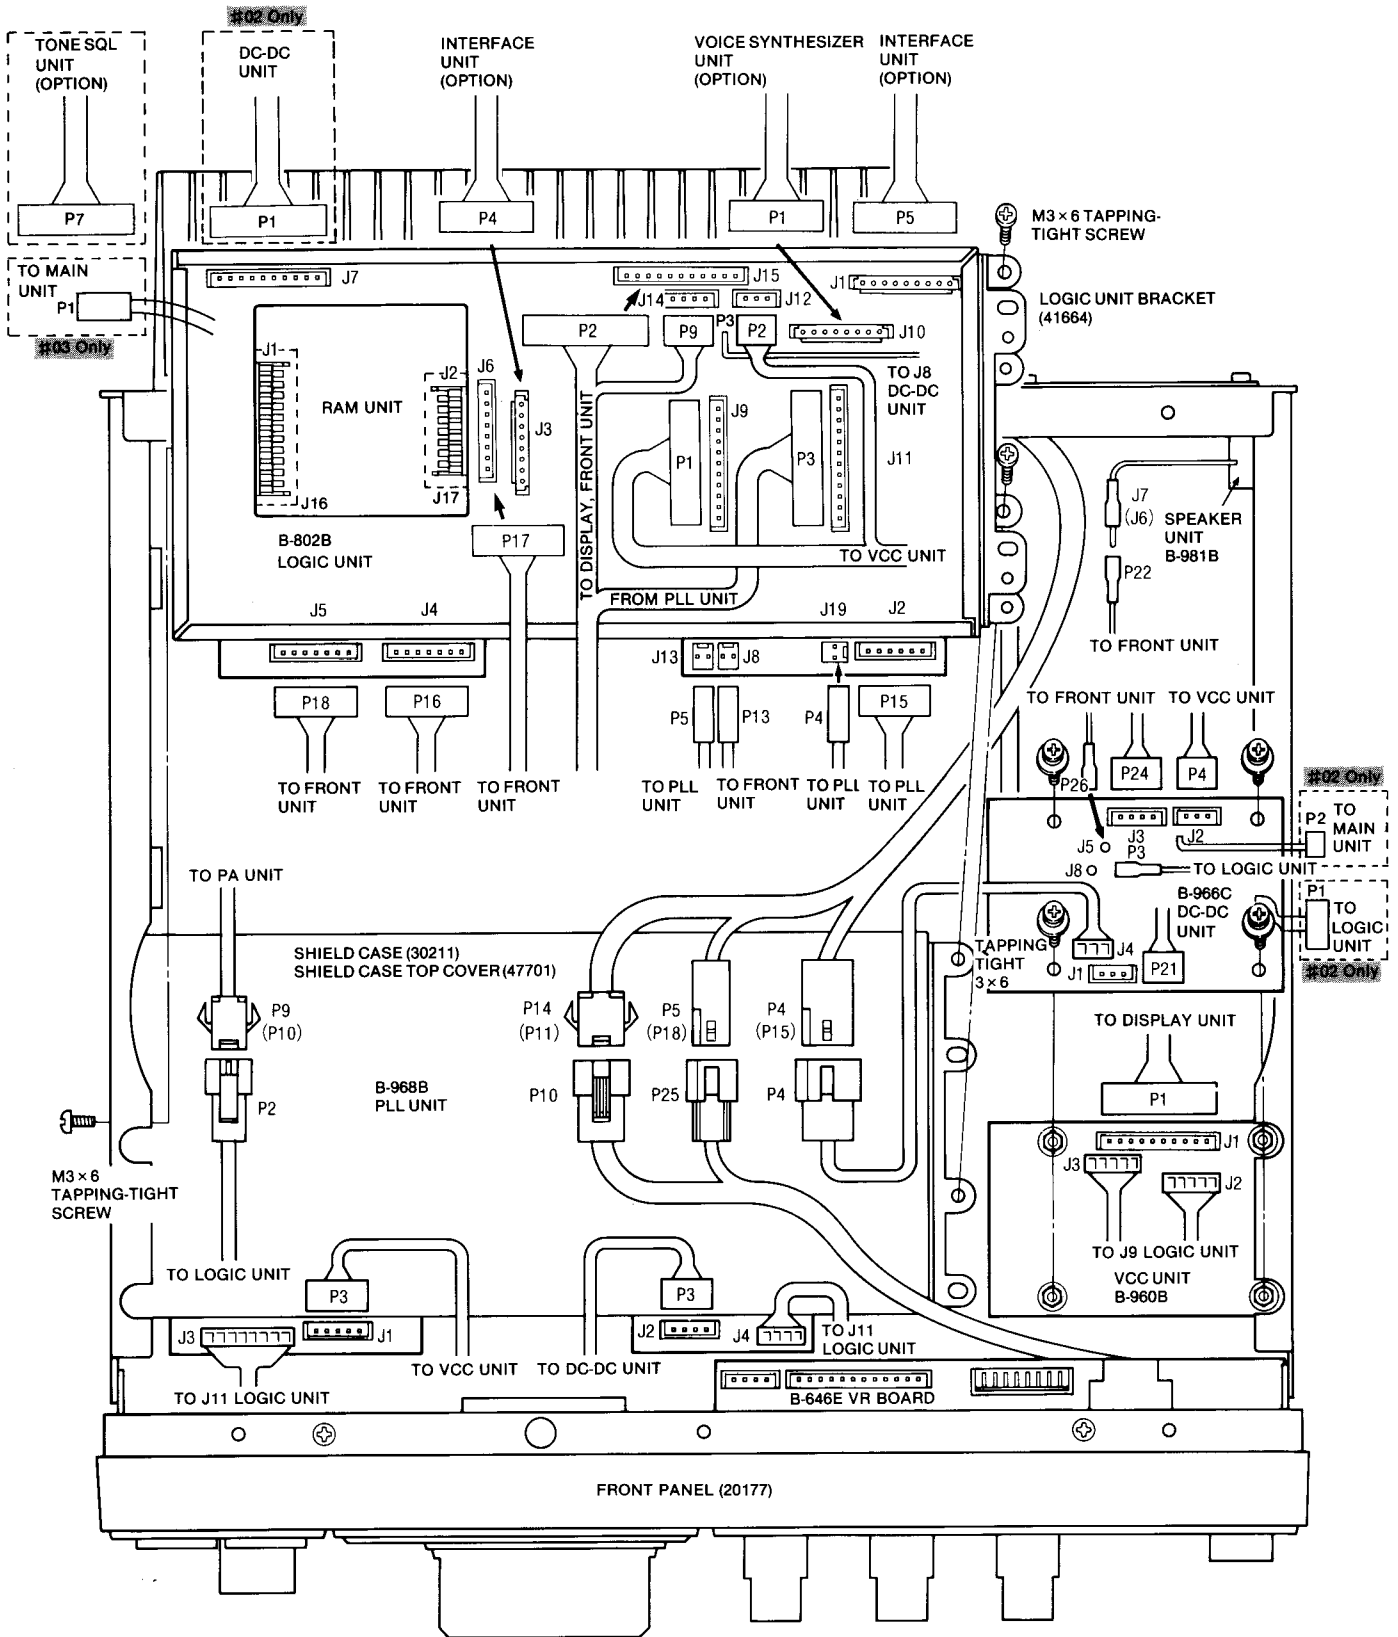 #02 Only
TONE SQL
UNIT
(OPTION)
DC-DC
UNIT
INTERFACE
UNIT
(OPTION)
VOICE SYNTHESIZER
UNIT
(OPTION)
INTERFACE
UNIT
(OPTION)
P7
P1
P4
P1
P5
M3×6 TAPPING-
TIGHT SCREW
TO MAIN
UNIT
P1
#03 Only
J7
J15
J14
J12
J1
LOGIC UNIT BRACKET
(41664)
P2
P9
P3
P2
J10
J1
J2
J6
J3
RAM UNIT
TO J8
DC-DC
UNIT
J9
P1
P3
J11
J16
J17
TO DISPLAY, FRONT UNIT
P17
B-802B
LOGIC UNIT
TO VCC UNIT
FROM PLL UNIT
J7
(J6)
SPEAKER
UNIT
B-981B
P22
J5
J4
J19
J2
TO FRONT UNIT
J13
J8
P18
P16
P5
P13
P4
P15
TO FRONT UNIT
TO VCC UNIT
TO FRONT
UNIT
TO FRONT
UNIT
TO FRONT
UNIT
TO PLL
UNIT
TO FRONT
UNIT
TO PLL
UNIT
TO PLL
UNIT
P26
P24
P4
#02 Only
P2
TO
MAIN
UNIT
J5
J3
J2
J8
P3
TO LOGIC UNIT
TO PA UNIT
B-966C
DC-DC
UNIT
P1
TO
LOGIC
UNIT
#02 Only
SHIELD CASE (30211)
SHIELD CASE TOP COVER (47701)
TAPPING
TIGHT
3×6
J4
J1
P21
P9
(P10)
P14
(P11)
P5
(P18)
P4
(P15)
TO DISPLAY UNIT
B-968B
PLL UNIT
P2
P10
P25
P4
P1
M3×6
TAPPING-TIGHT
SCREW
J1
J3
J2
TO J9 LOGIC UNIT
VCC UNIT
B-960B
TO LOGIC UNIT
P3
P3
J3
J1
J2
J4
TO J11
LOGIC UNIT
TO VCC UNIT
TO DC-DC UNIT
TO J11 LOGIC UNIT
B-646E VR BOARD
FRONT PANEL (20177)